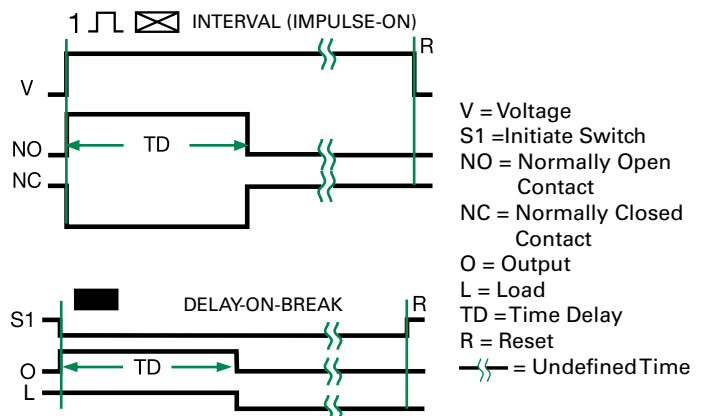 1 INTERVAL (IMPULSE-ON)
R
V
NO
TD
NC
DELAY-ON-BREAK
R
S1
O
TD
L
V = Voltage
S1 =Initiate Switch
NO = Normally Open
Contact
NC = Normally Closed
Contact
O = Output
L = Load
TD = Time Delay
R = Reset
= Undefined Time